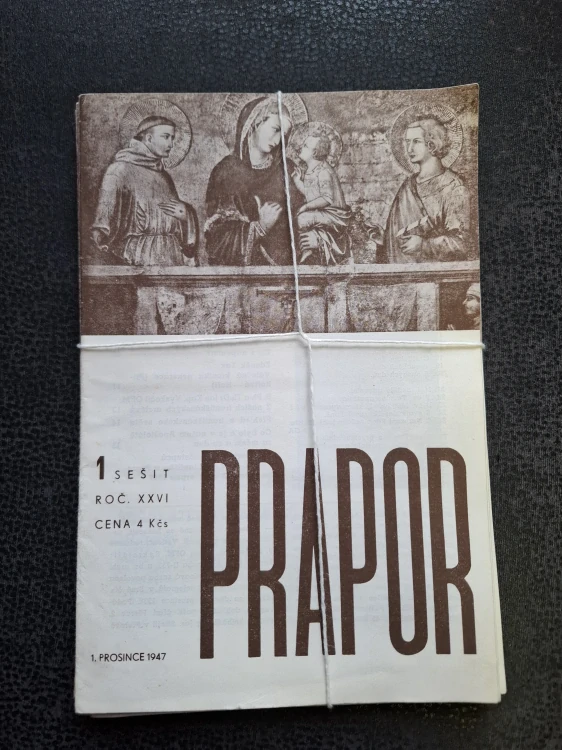 1 SEŠIT
ROČ. XXVI
CENA 4 Kčs
PRAPOR
1. PROSINCE 1947